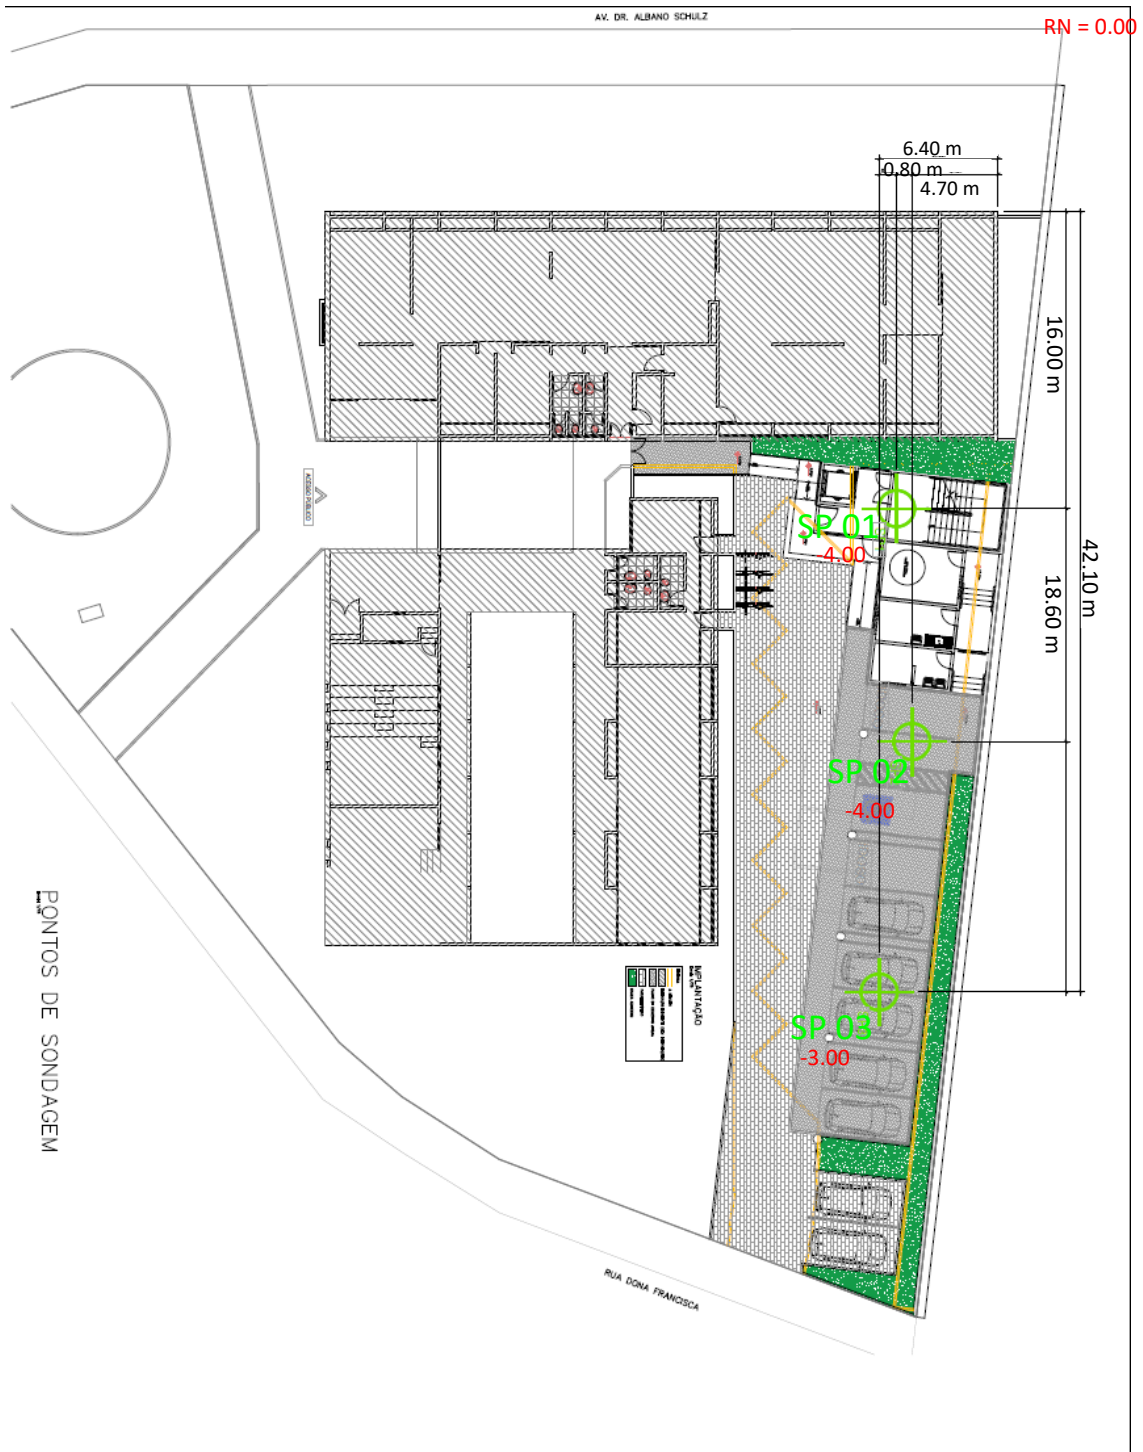 AV. DR. ALBANO SCHULZ
RN = 0.00
6.40 m
0.80 m
4.70 m
16.00 m
42.10 m
18.60 m
ACESSO PÚBLICO
SP 01
-4.00
SP 02
-4.00
SP 03
-3.00
IMPLANTAÇÃO
PONTOS DE SONDAGEM
RUA DONA FRANCISCA